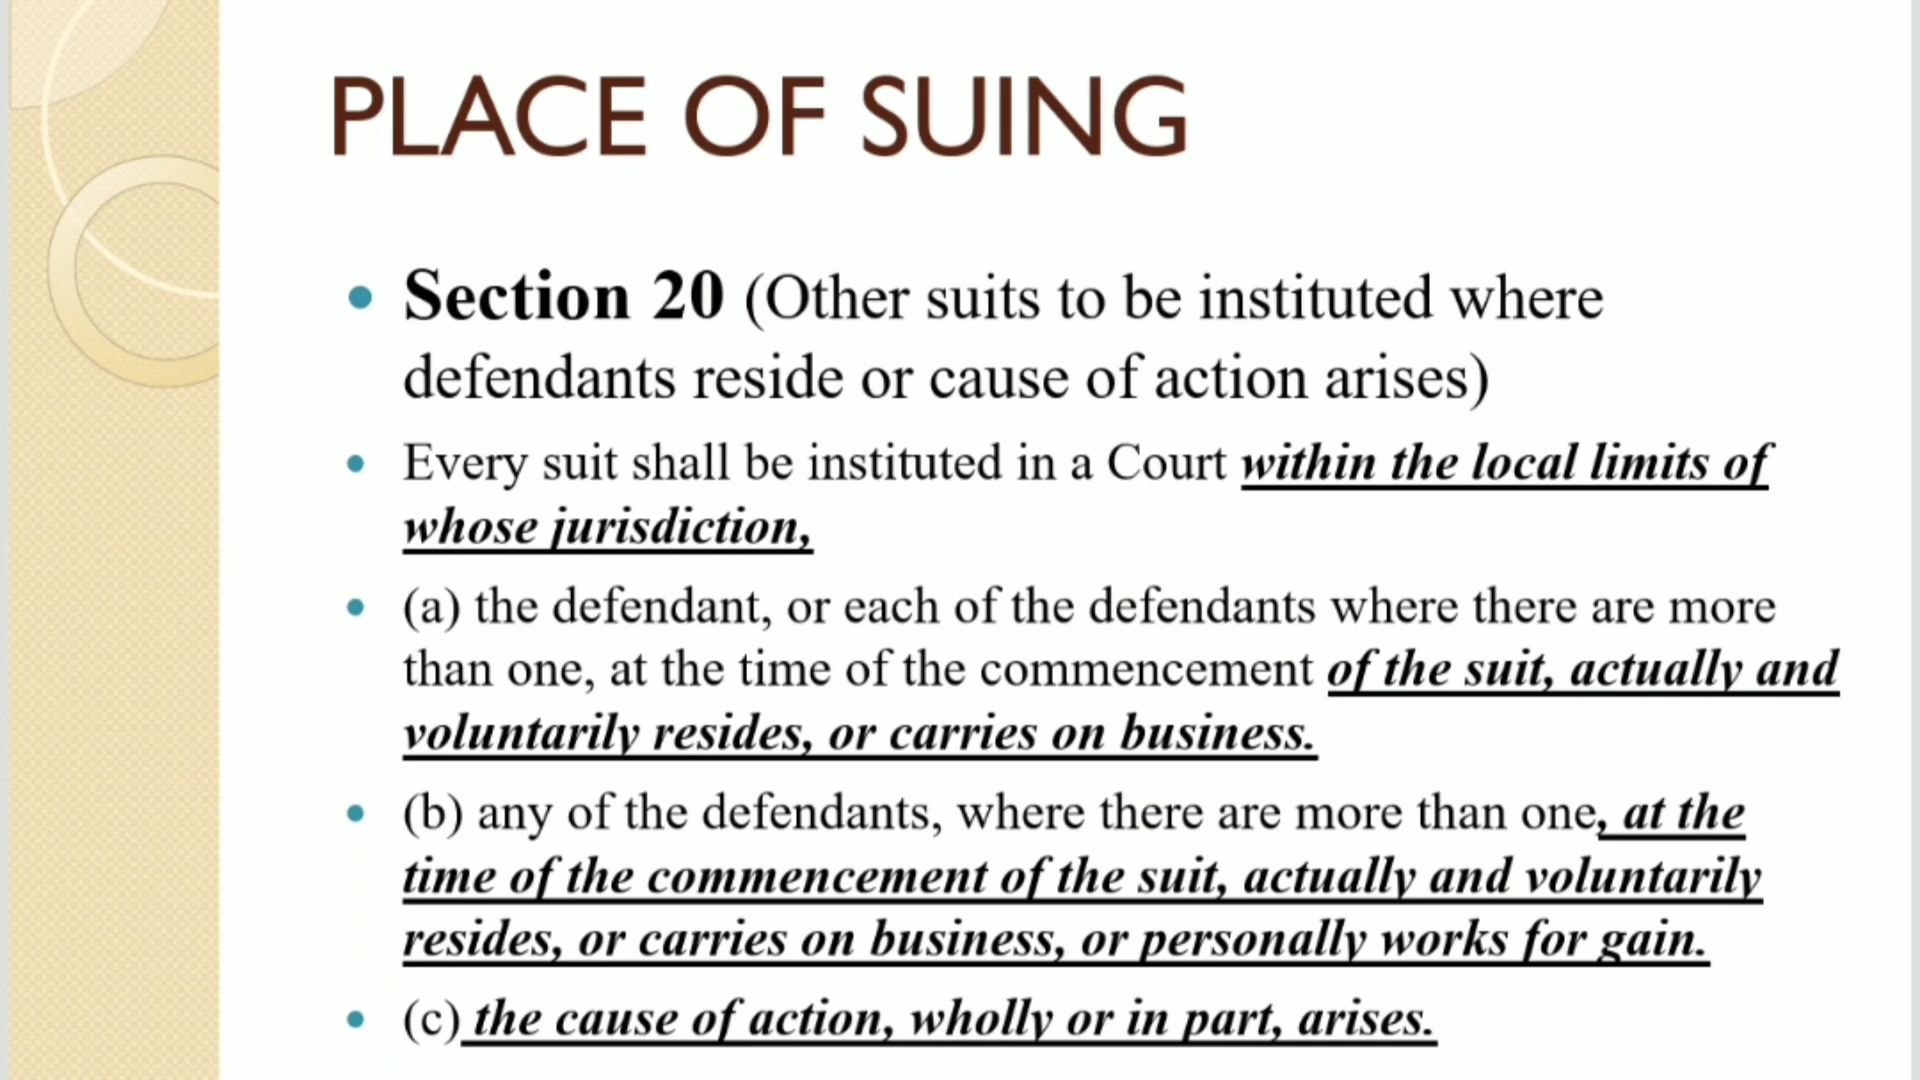 PLACE OF SUING
• Section 20 (Other suits to be instituted where
defendants reside or cause of action arises)
• Every suit shall be instituted in a Court within the local limits of
whose jurisdiction,
• (a) the defendant, or each of the defendants where there are more
than one, at the time of the commencement of the suit, actually and
voluntarily resides, or carries on business.
• (b) any of the defendants, where there are more than one, at the
time of the commencement of the suit, actually and voluntarily
resides, or carries on business, or personally works for gain.
• (c) the cause of action, wholly or in part, arises.